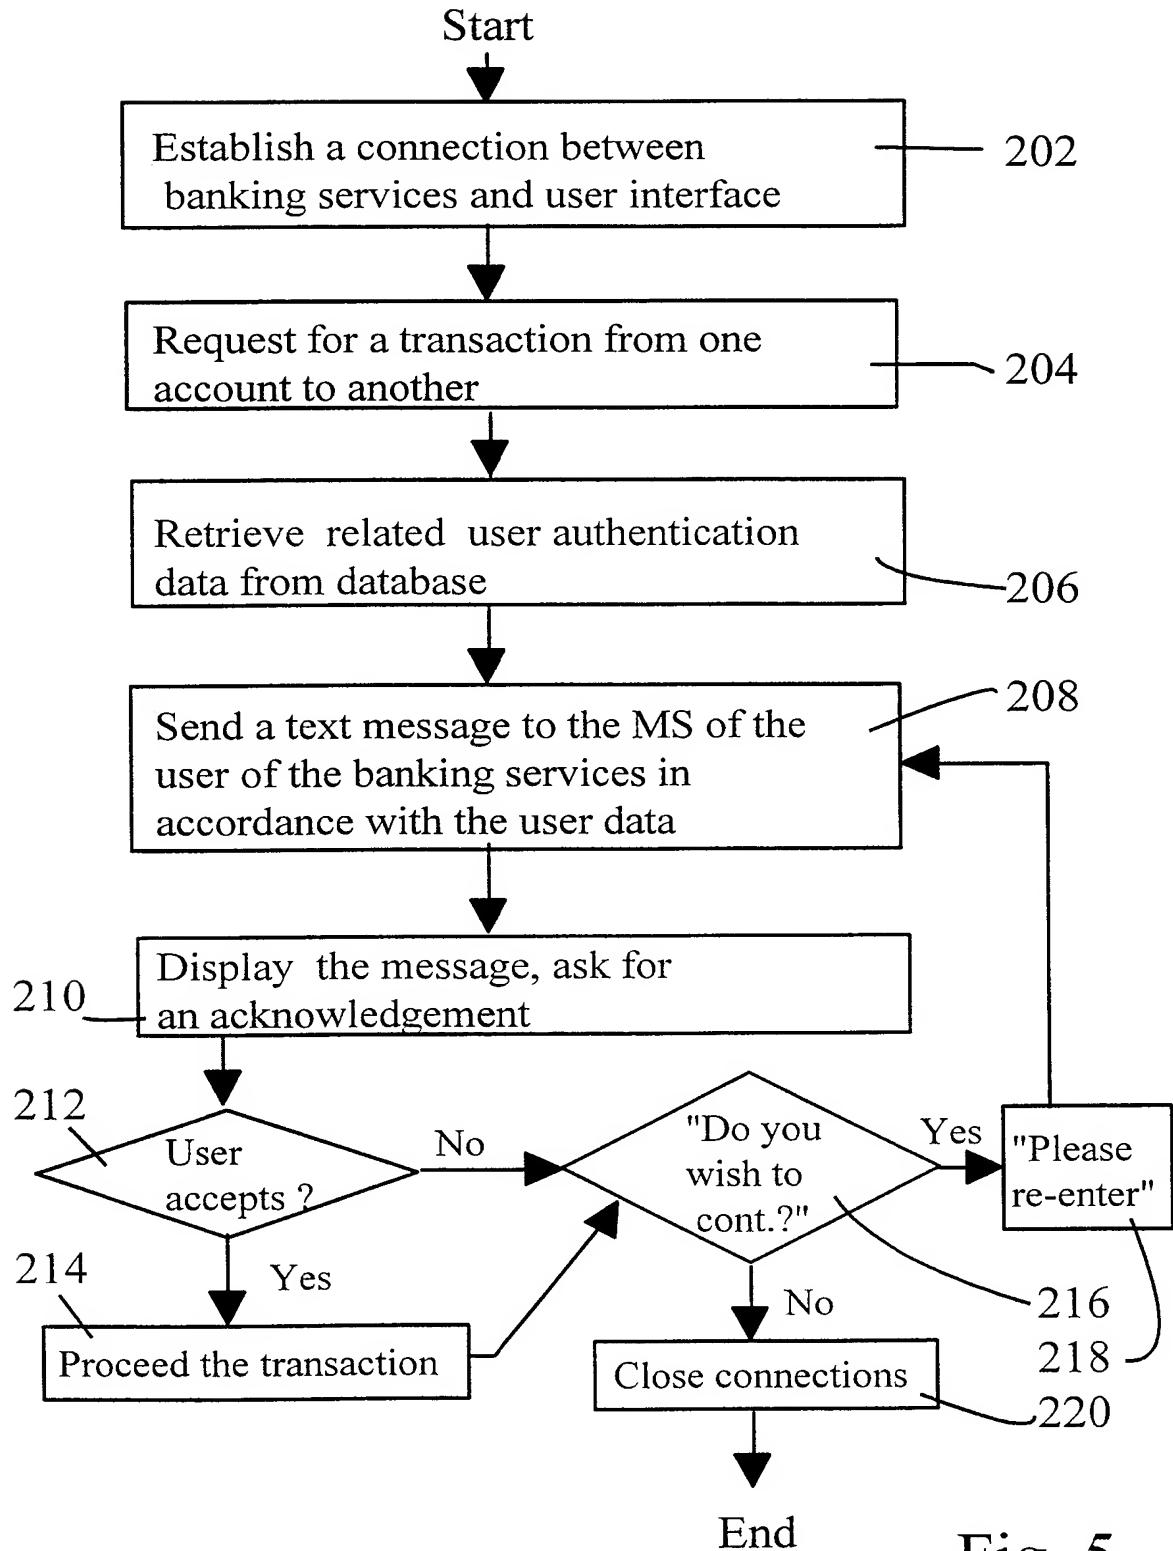 Start
Establish a connection between
banking services and user interface
202
Request for a transaction from one
account to another
204
Retrieve related user authentication
data from database
206
Send a text message to the MS of the
user of the banking services in
accordance with the user data
208
Display the message, ask for
an acknowledgement
210
212
User
accepts ?
No
"Do you
wish to
cont.?"
Yes
"Please
re-enter"
214
Yes
Proceed the transaction
No
216
218
Close connections
220
End
Fig. 5